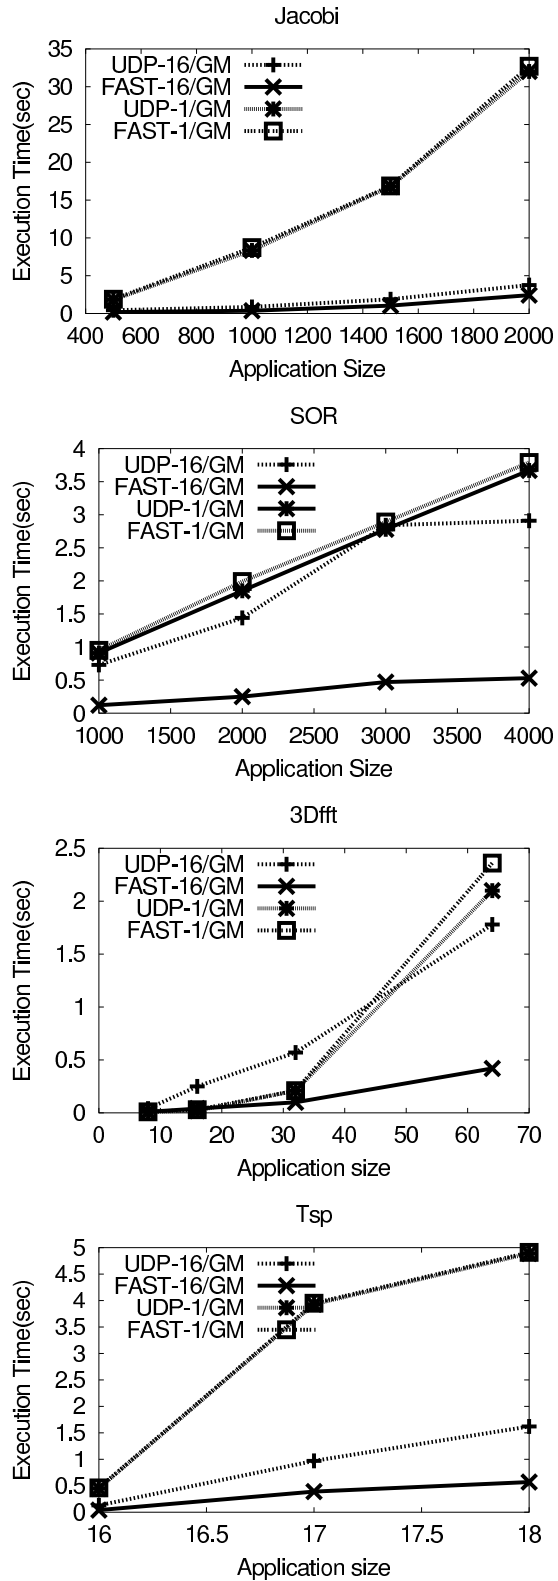 Jacobi
35
30
25
20
15
10
5
0
Execution Time(sec)
UDP-16/GM
FAST-16/GM
UDP-1/GM
FAST-1/GM
400 600 800 1000 1200 1400 1600 1800 2000
Application Size
SOR
4
3.5
3
2.5
2
1.5
1
0.5
0
Execution Time(sec)
UDP-16/GM
FAST-16/GM
UDP-1/GM
FAST-1/GM
1000 1500 2000 2500 3000 3500 4000
Application Size
3Dfft
2.5
2
1.5
1
0.5
0
Execution Time(sec)
UDP-16/GM
FAST-16/GM
UDP-1/GM
FAST-1/GM
0 10 20 30 40 50 60 70
Application size
Tsp
5
4.5
4
3.5
3
2.5
2
1.5
1
0.5
0
Execution Time(sec)
UDP-16/GM
FAST-16/GM
UDP-1/GM
FAST-1/GM
16 16.5 17 17.5 18
Application size